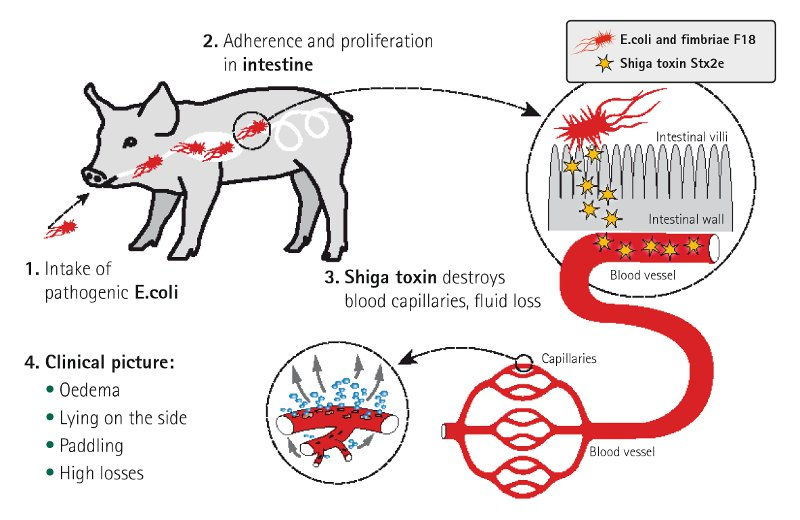 2. Adherence and proliferation
in intestine
E.coli and fimbriae F18
Shiga toxin Stx2e
Intestinal villi
Intestinal wall
Blood vessel
1. Intake of
pathogenic E.coli
3. Shiga toxin destroys
blood capillaries, fluid loss
4. Clinical picture:
• Oedema
• Lying on the side
• Paddling
• High losses
Capillaries
Blood vessel